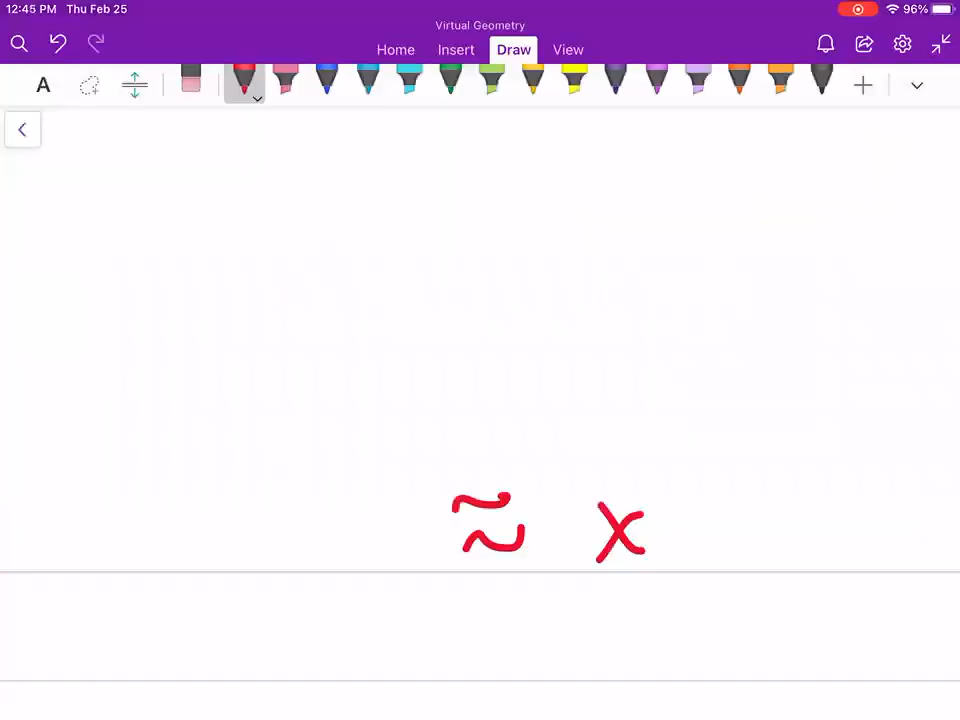 12:45 PM Thu Feb 25
96%
Virtual Geometry
Home Insert Draw View
A
≈ x